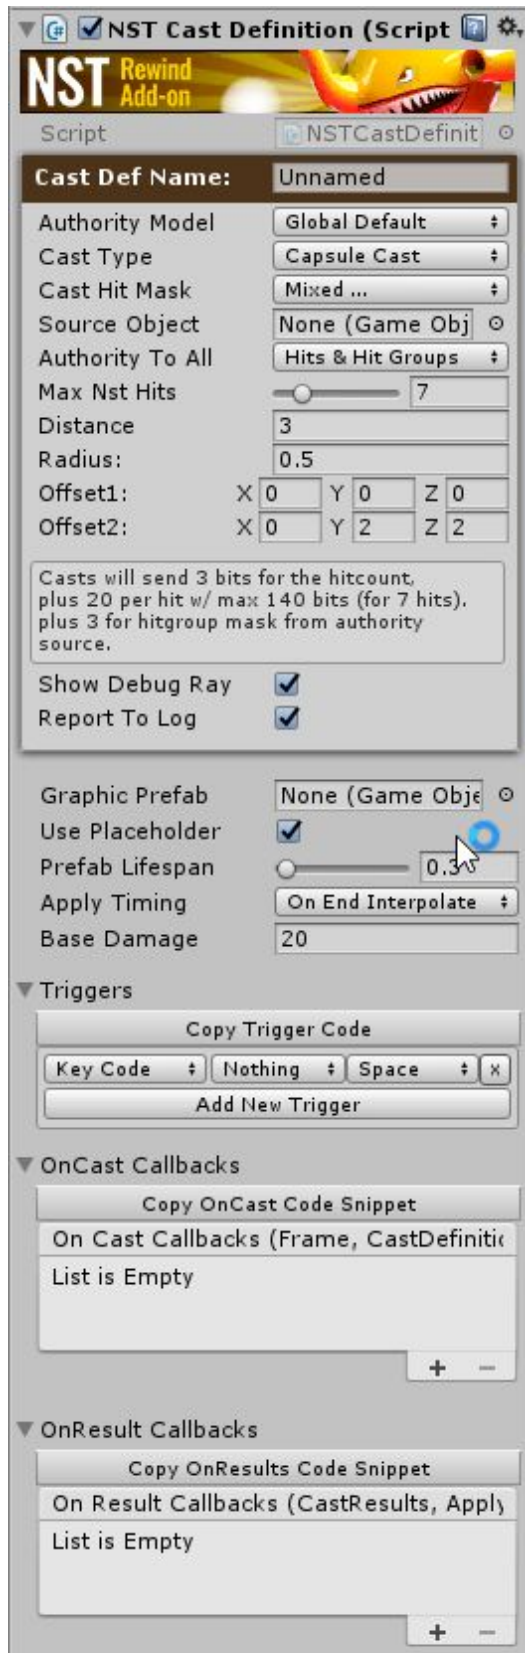 NST Cast Definition (Script
NST Rewind
Add-on
Script NSTCastDefinit
Cast Def Name: Unnamed
Authority Model Global Default
Cast Type Capsule Cast
Cast Hit Mask Mixed ...
Source Object None (Game Obj
Authority To All Hits & Hit Groups
Max Nst Hits 7
Distance 3
Radius: 0.5
Offset1: X 0 Y 0 Z 0
Offset2: X 0 Y 2 Z 2
Casts will send 3 bits for the hitcount,
plus 20 per hit w/ max 140 bits (for 7 hits).
plus 3 for hitgroup mask from authority
source.
Show Debug Ray
Report To Log
Graphic Prefab None (Game Obje
Use Placeholder
Prefab Lifespan 0.3
Apply Timing On End Interpolate
Base Damage 20
Triggers
Copy Trigger Code
Key Code Nothing Space x
Add New Trigger
OnCast Callbacks
Copy OnCast Code Snippet
On Cast Callbacks (Frame, CastDefinitic
List is Empty
+ −
OnResult Callbacks
Copy OnResults Code Snippet
On Result Callbacks (CastResults, Apply
List is Empty
+ −